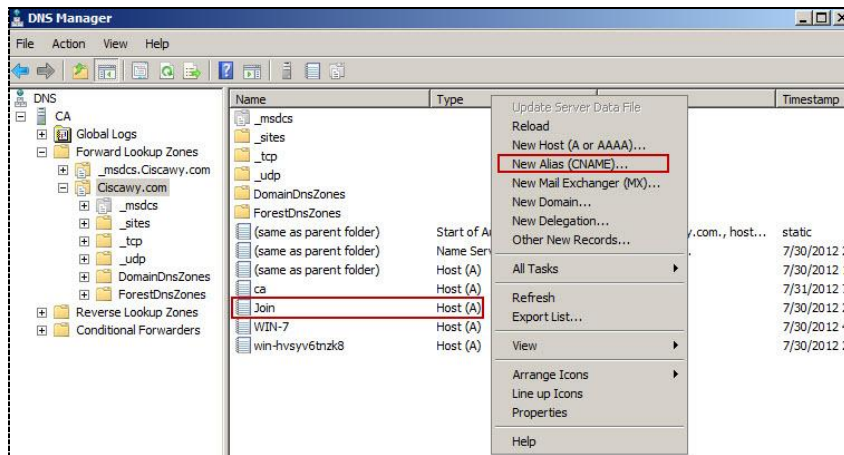 DNS Manager
File Action View Help
DNS
CA
Global Logs
Forward Lookup Zones
_msdcs.Ciscawy.com
Ciscawy.com
_msdcs
_sites
_tcp
_udp
DomainDnsZones
ForestDnsZones
Reverse Lookup Zones
Conditional Forwarders
Name Type Timestamp
_msdcs
_sites
_tcp
_udp
DomainDnsZones
ForestDnsZones
(same as parent folder) Start of Au y.com., host... static
(same as parent folder) Name Serv 7/30/2012
(same as parent folder) Host (A) 7/30/2012
ca Host (A) 7/31/2012
Join Host (A) 7/30/2012
WIN-7 Host (A) 7/30/2012
win-hvsyv6tnzk8 Host (A) 7/30/2012
Update Server Data File
Reload
New Host (A or AAAA)...
New Alias (CNAME)...
New Mail Exchanger (MX)...
New Domain...
New Delegation...
Other New Records...
All Tasks
Refresh
Export List...
View
Arrange Icons
Line up Icons
Properties
Help